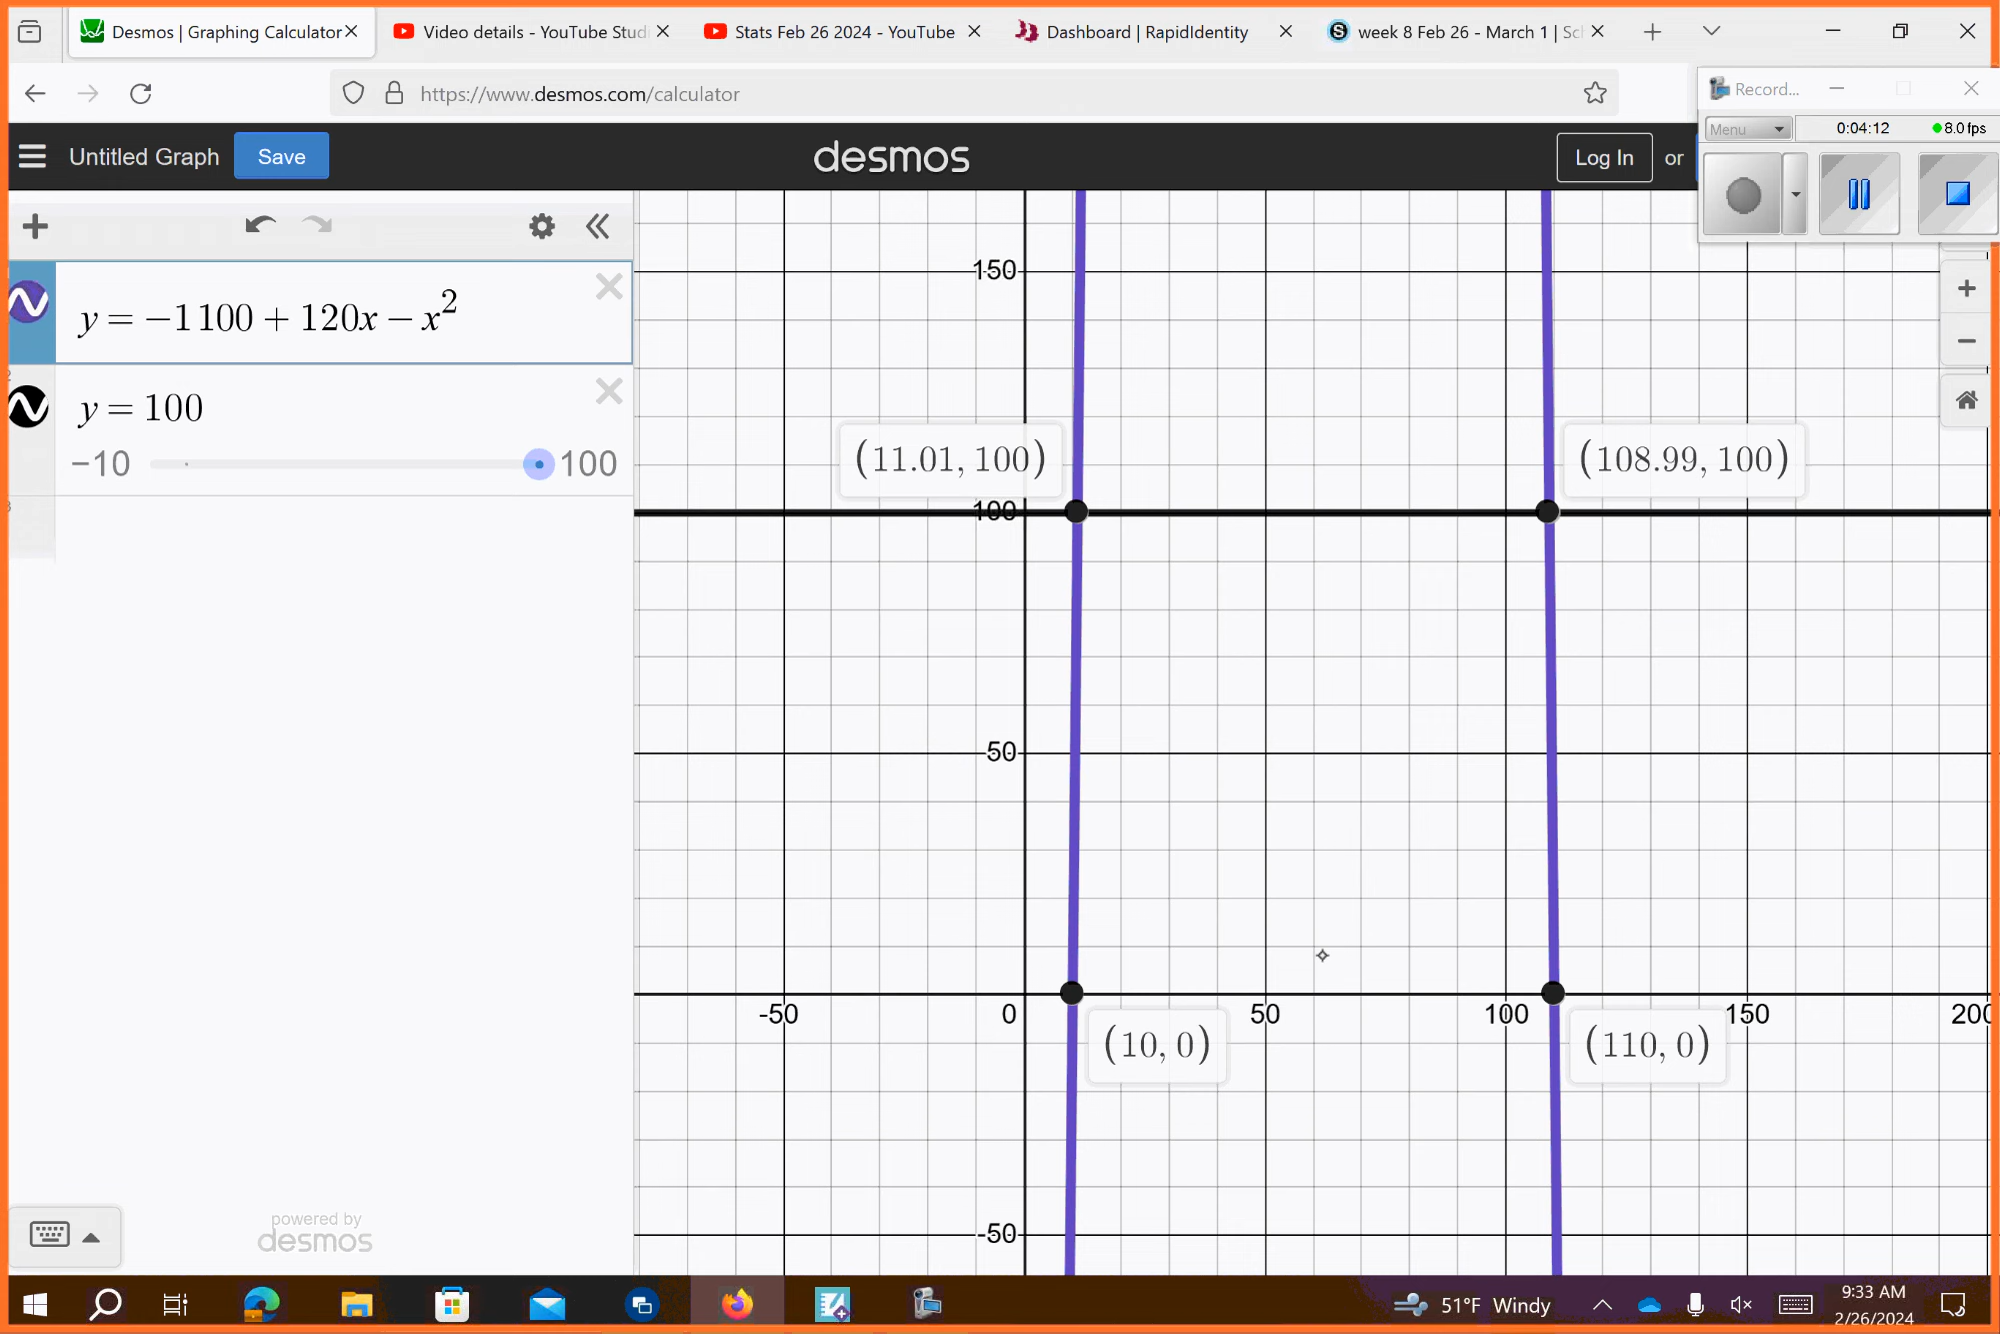 Desmos | Graphing Calculator
Video details - YouTube Stud
Stats Feb 26 2024 - YouTube
Dashboard | RapidIdentity
week 8 Feb 26 - March 1 | Sc
https://www.desmos.com/calculator
Record...
Menu
0:04:12
8.0 fps
Untitled Graph
Save
desmos
Log In
or
y = −1100 + 120x − x²
2
y = 100
−10
100
3
150
100
50
-50
-50
0
50
100
150
200
(11.01, 100)
(108.99, 100)
(10, 0)
(110, 0)
powered by
desmos
51°F Windy
9:33 AM
2/26/2024